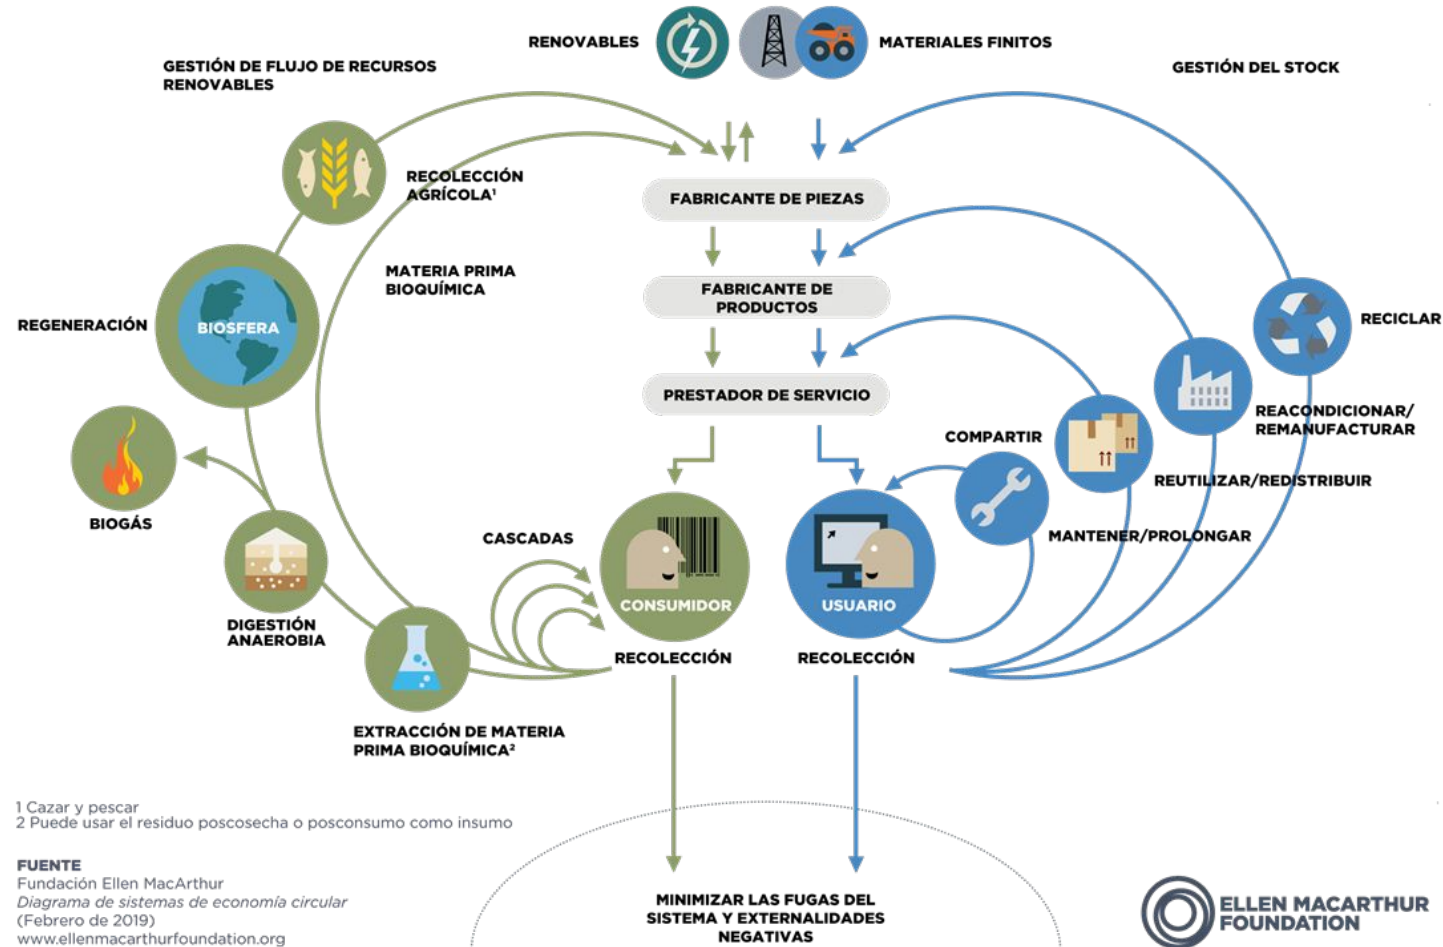 RENOVABLES
MATERIALES FINITOS
GESTIÓN DE FLUJO DE RECURSOS
RENOVABLES
GESTIÓN DEL STOCK
RECOLECCIÓN
AGRÍCOLA¹
FABRICANTE DE PIEZAS
MATERIA PRIMA
BIOQUÍMICA
FABRICANTE DE
PRODUCTOS
REGENERACIÓN
BIOSFERA
RECICLAR
PRESTADOR DE SERVICIO
REACONDICIONAR/
REMANUFACTURAR
COMPARTIR
REUTILIZAR/REDISTRIBUIR
BIOGÁS
CASCADAS
MANTENER/PROLONGAR
CONSUMIDOR
USUARIO
DIGESTIÓN
ANAEROBIA
RECOLECCIÓN
RECOLECCIÓN
EXTRACCIÓN DE MATERIA
PRIMA BIOQUÍMICA²
1 Cazar y pescar
2 Puede usar el residuo poscosecha o posconsumo como insumo
FUENTE
Fundación Ellen MacArthur
Diagrama de sistemas de economía circular
(Febrero de 2019)
www.ellenmacarthurfoundation.org
MINIMIZAR LAS FUGAS DEL
SISTEMA Y EXTERNALIDADES
NEGATIVAS
ELLEN MACARTHUR
FOUNDATION